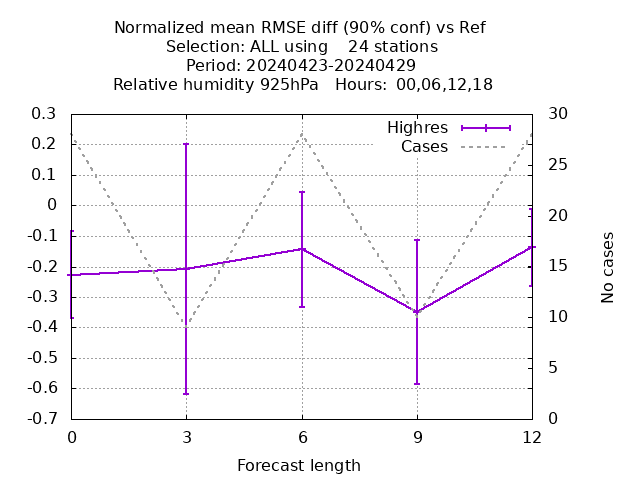 Normalized mean RMSE diff (90% conf) vs Ref
Selection: ALL using    24 stations
Period: 20240423-20240429
Relative humidity 925hPa   Hours:  00,06,12,18
Highres
Cases
0.3
0.2
0.1
0
-0.1
-0.2
-0.3
-0.4
-0.5
-0.6
-0.7
30
25
20
15
10
5
0
No cases
0 3 6 9 12
Forecast length